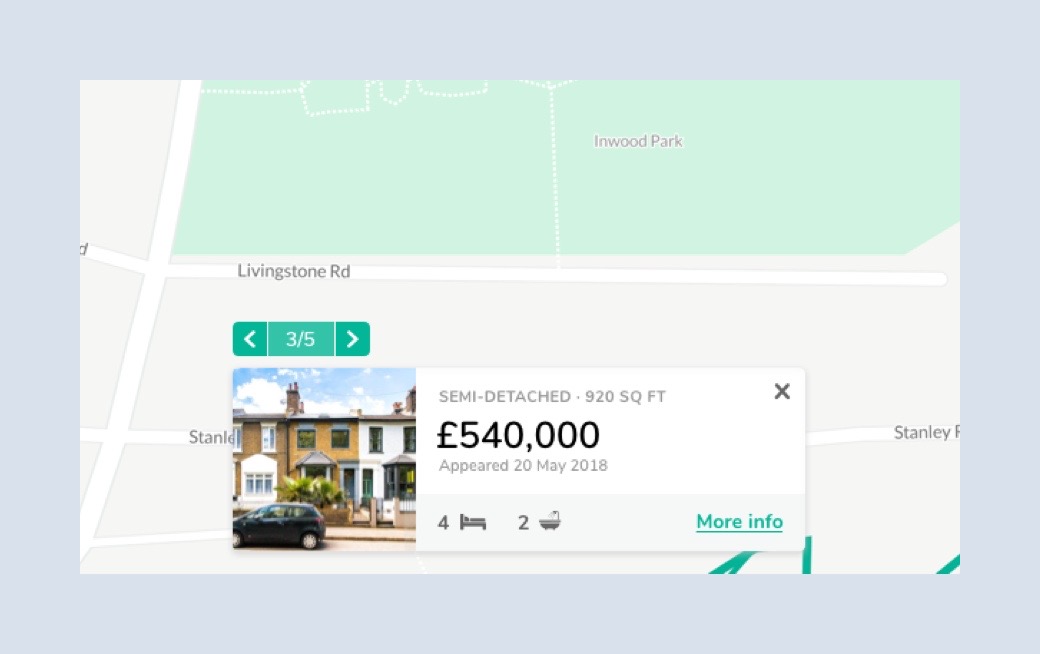 Inwood Park
Livingstone Rd
3/5
SEMI-DETACHED · 920 SQ FT
£540,000
Stanley
Appeared 20 May 2018
4
2
More info